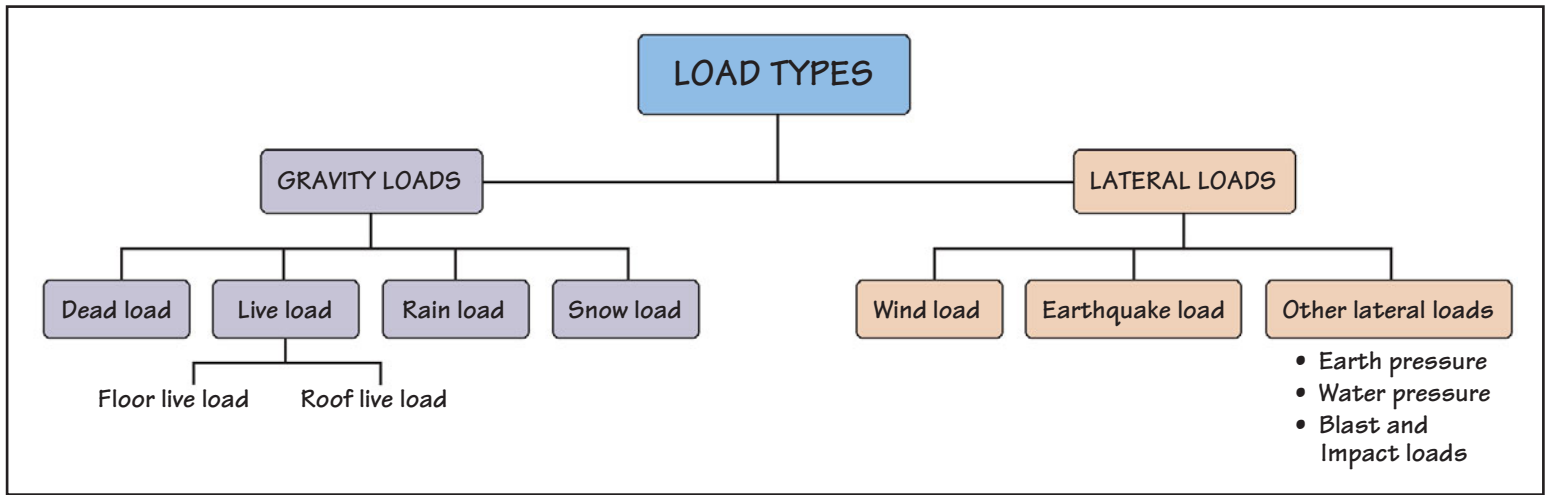 LOAD TYPES
GRAVITY LOADS
LATERAL LOADS
Dead load
Live load
Rain load
Snow load
Wind load
Earthquake load
Other lateral loads
Floor live load
Roof live load
• Earth pressure
• Water pressure
• Blast and
Impact loads